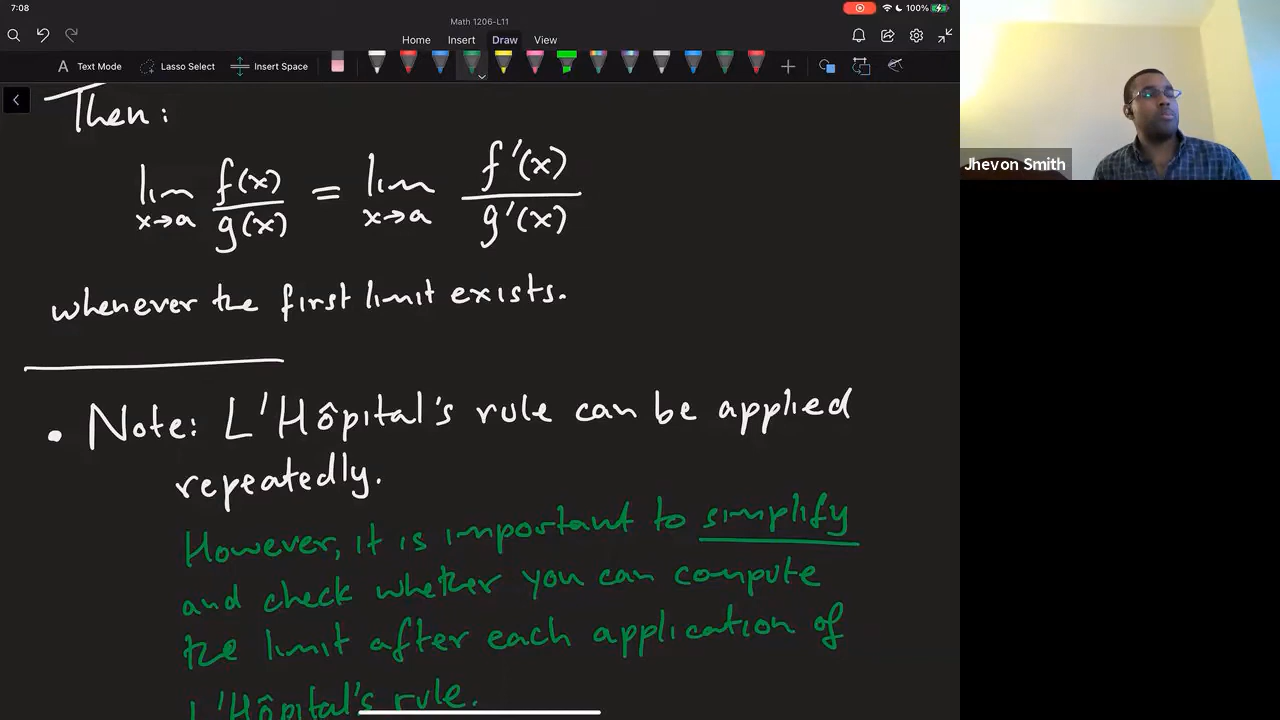 7:08
100%
Math 1206-L11
Home Insert Draw View
Text Mode Lasso Select Insert Space
Then:
lim x→a f(x)/g(x) = lim x→a f'(x)/g'(x)
whenever the first limit exists.
• Note: L'Hôpital's rule can be applied
repeatedly.
However, it is important to simplify
and check whether you can compute
the limit after each application of
L'Hôpital's rule.
Jhevon Smith